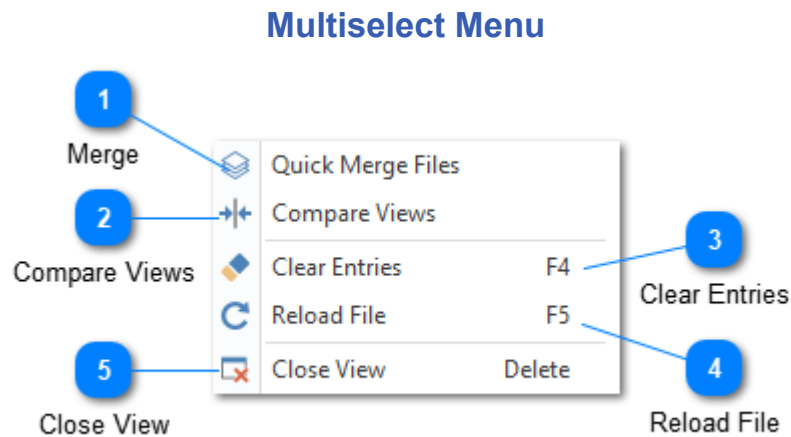 Multiselect Menu
1
Merge
Quick Merge Files
2
Compare Views
Compare Views
3
Clear Entries
Clear Entries F4
Reload File F5
4
Reload File
5
Close View
Close View Delete